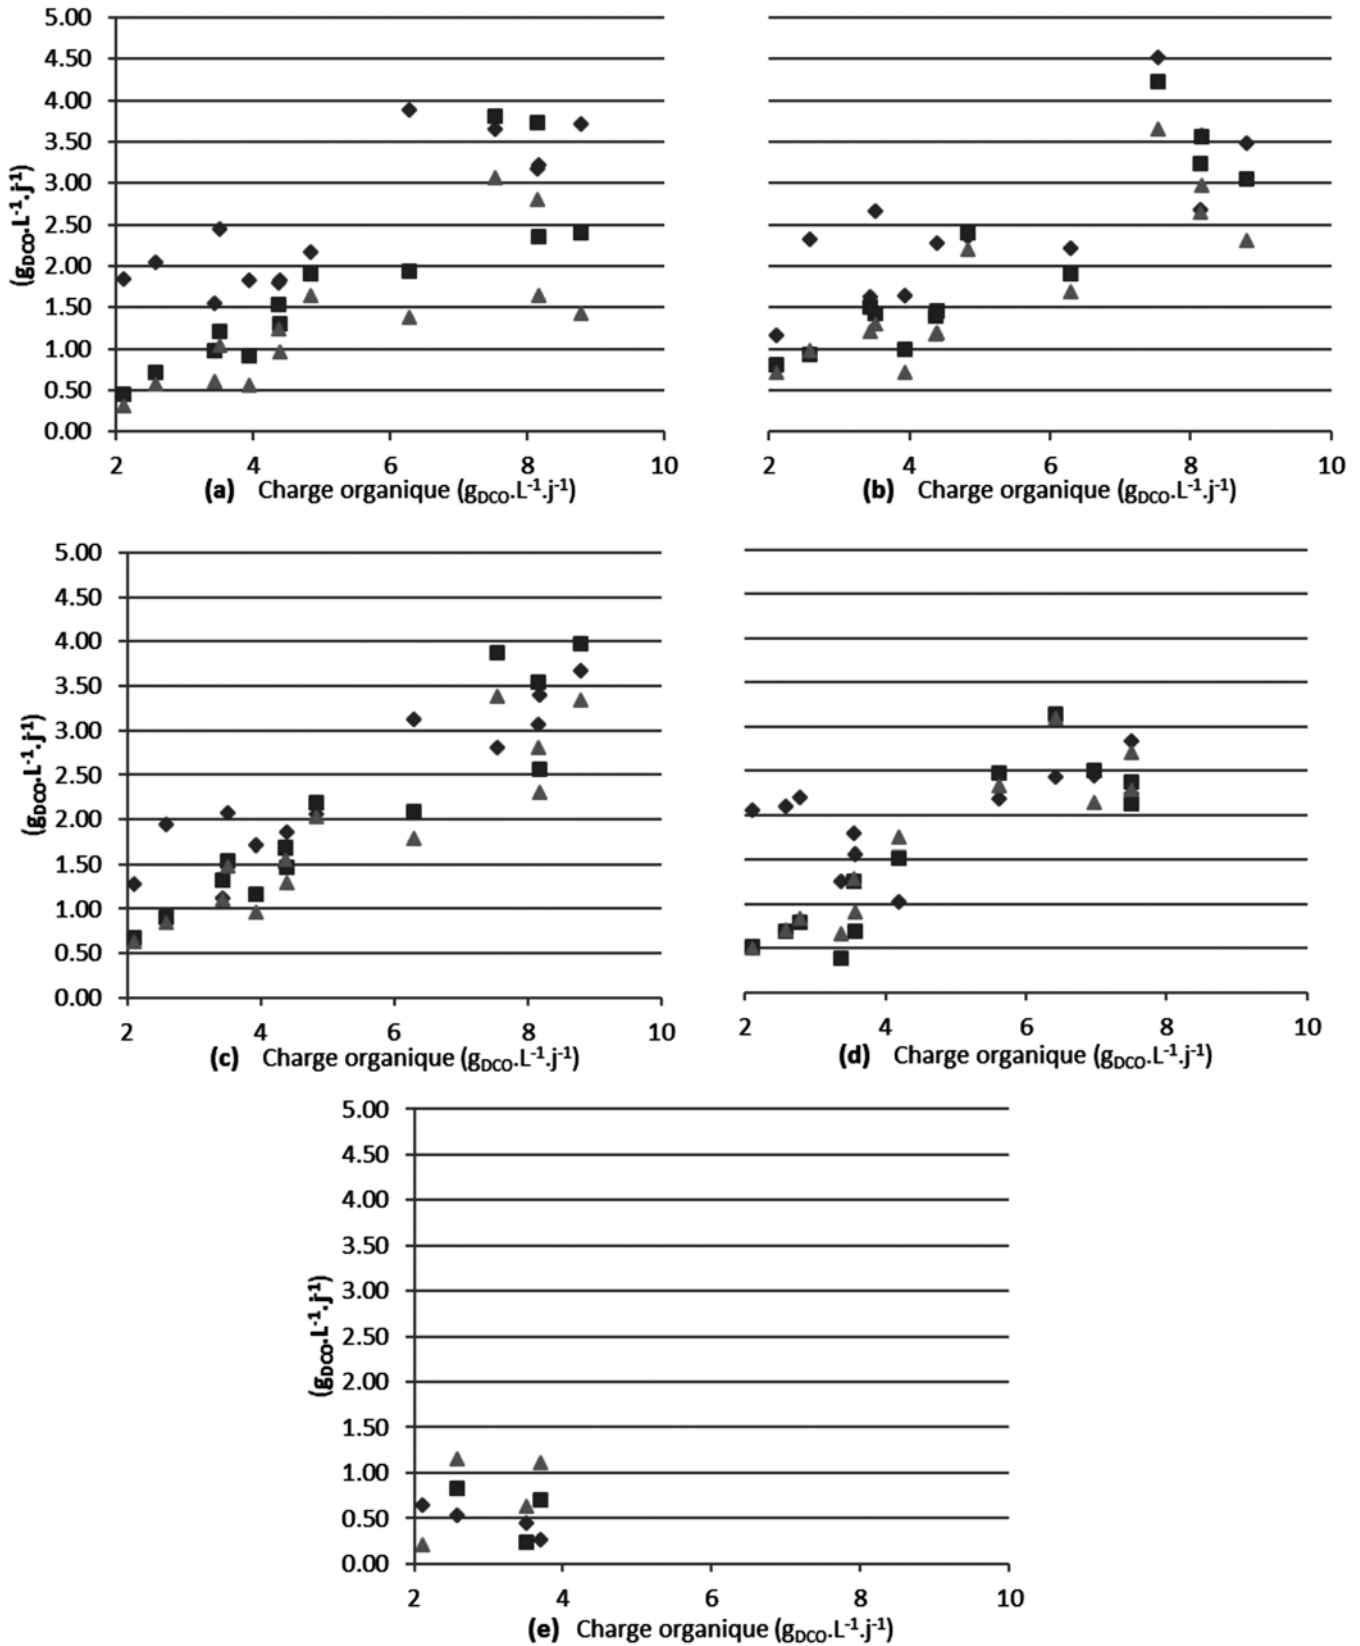 5.00
4.50
4.00
3.50
3.00
2.50
2.00
1.50
1.00
0.50
0.00
(gDCO.L-1.j-1)
2 4 6 8 10
(a) Charge organique (gDCO.L-1.j-1)
2 4 6 8 10
(b) Charge organique (gDCO.L-1.j-1)
5.00
4.50
4.00
3.50
3.00
2.50
2.00
1.50
1.00
0.50
0.00
(gDCO.L-1.j-1)
2 4 6 8 10
(c) Charge organique (gDCO.L-1.j-1)
2 4 6 8 10
(d) Charge organique (gDCO.L-1.j-1)
5.00
4.50
4.00
3.50
3.00
2.50
2.00
1.50
1.00
0.50
0.00
(gDCO.L-1.j-1)
2 4 6 8 10
(e) Charge organique (gDCO.L-1.j-1)